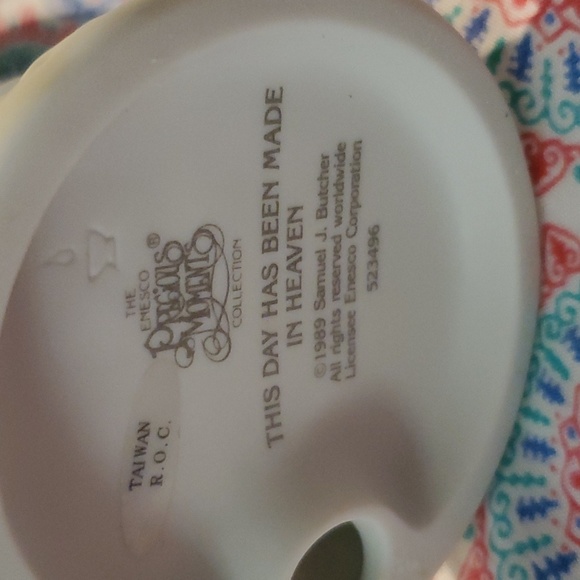 TAIWAN
R.O.C.
THE
ENESCO
PRECIOUS
MOMENTS®
COLLECTION
THIS DAY HAS BEEN MADE
IN HEAVEN
©1989 Samuel J. Butcher
All rights reserved worldwide
Licensee Enesco Corporation
523496